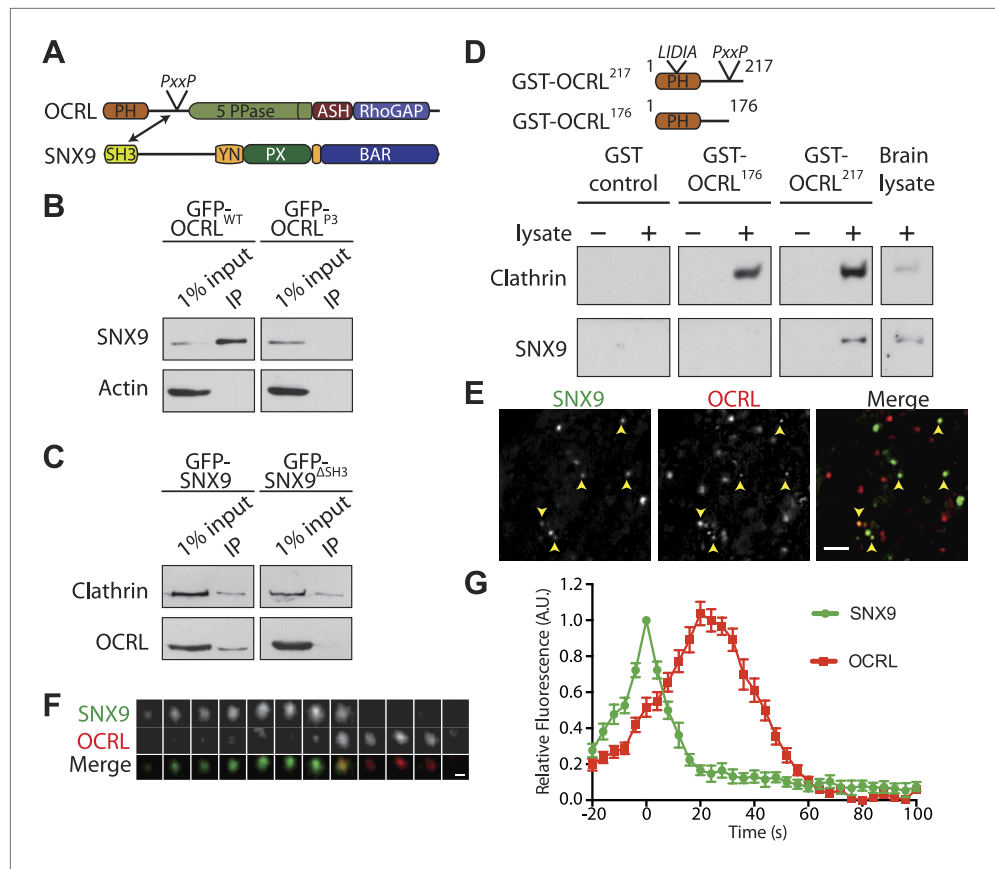 A
PxxP
OCRL PH 5 PPase ASH RhoGAP
SNX9 SH3 YN PX BAR
B
GFP-
OCRLWT
GFP-
OCRLP3
1% input IP 1% input IP
SNX9
Actin
C
GFP-
SNX9
GFP-
SNX9ΔSH3
1% input IP 1% input IP
Clathrin
OCRL
D
LIDIA PxxP
GST-OCRL217 1 PH 217
GST-OCRL176 1 PH 176
GST
control
GST-
OCRL176
GST-
OCRL217
Brain
lysate
lysate − + − + − + +
Clathrin
SNX9
E
SNX9 OCRL Merge
F
SNX9
OCRL
Merge
G
Relative Fluorescence (A.U.)
1.2
1.0
0.8
0.6
0.4
0.2
0.0
-20 0 20 40 60 80 100
Time (s)
SNX9
OCRL